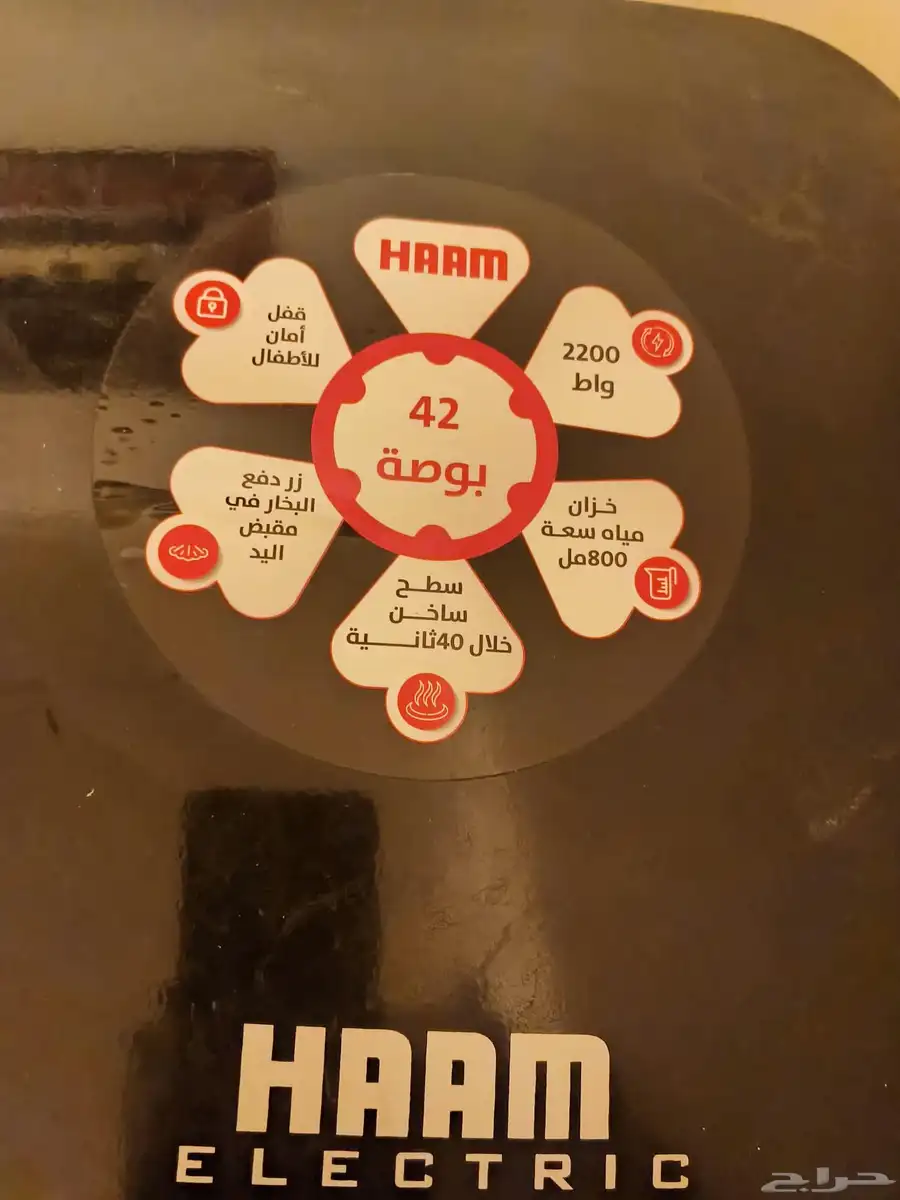 HAAM
2200
واط
خزان
مياه سعة
800مل
سطح
ساخن
خلال 40ثانية
زر دفع
البخار في
مقبض
اليد
قفل
أمان
للأطفال
42
بوصة
HAAM
ELECTRIC
حراج